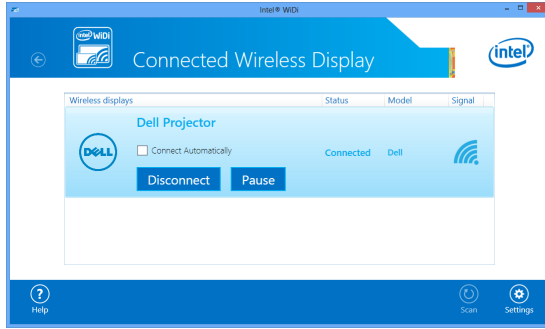 Intel® WiDi
intel WiDi
Connected Wireless Display
intel
Wireless displays Status Model Signal
Dell Projector
DELL
Connect Automatically
Connected Dell
Disconnect Pause
? 
Help Scan Settings